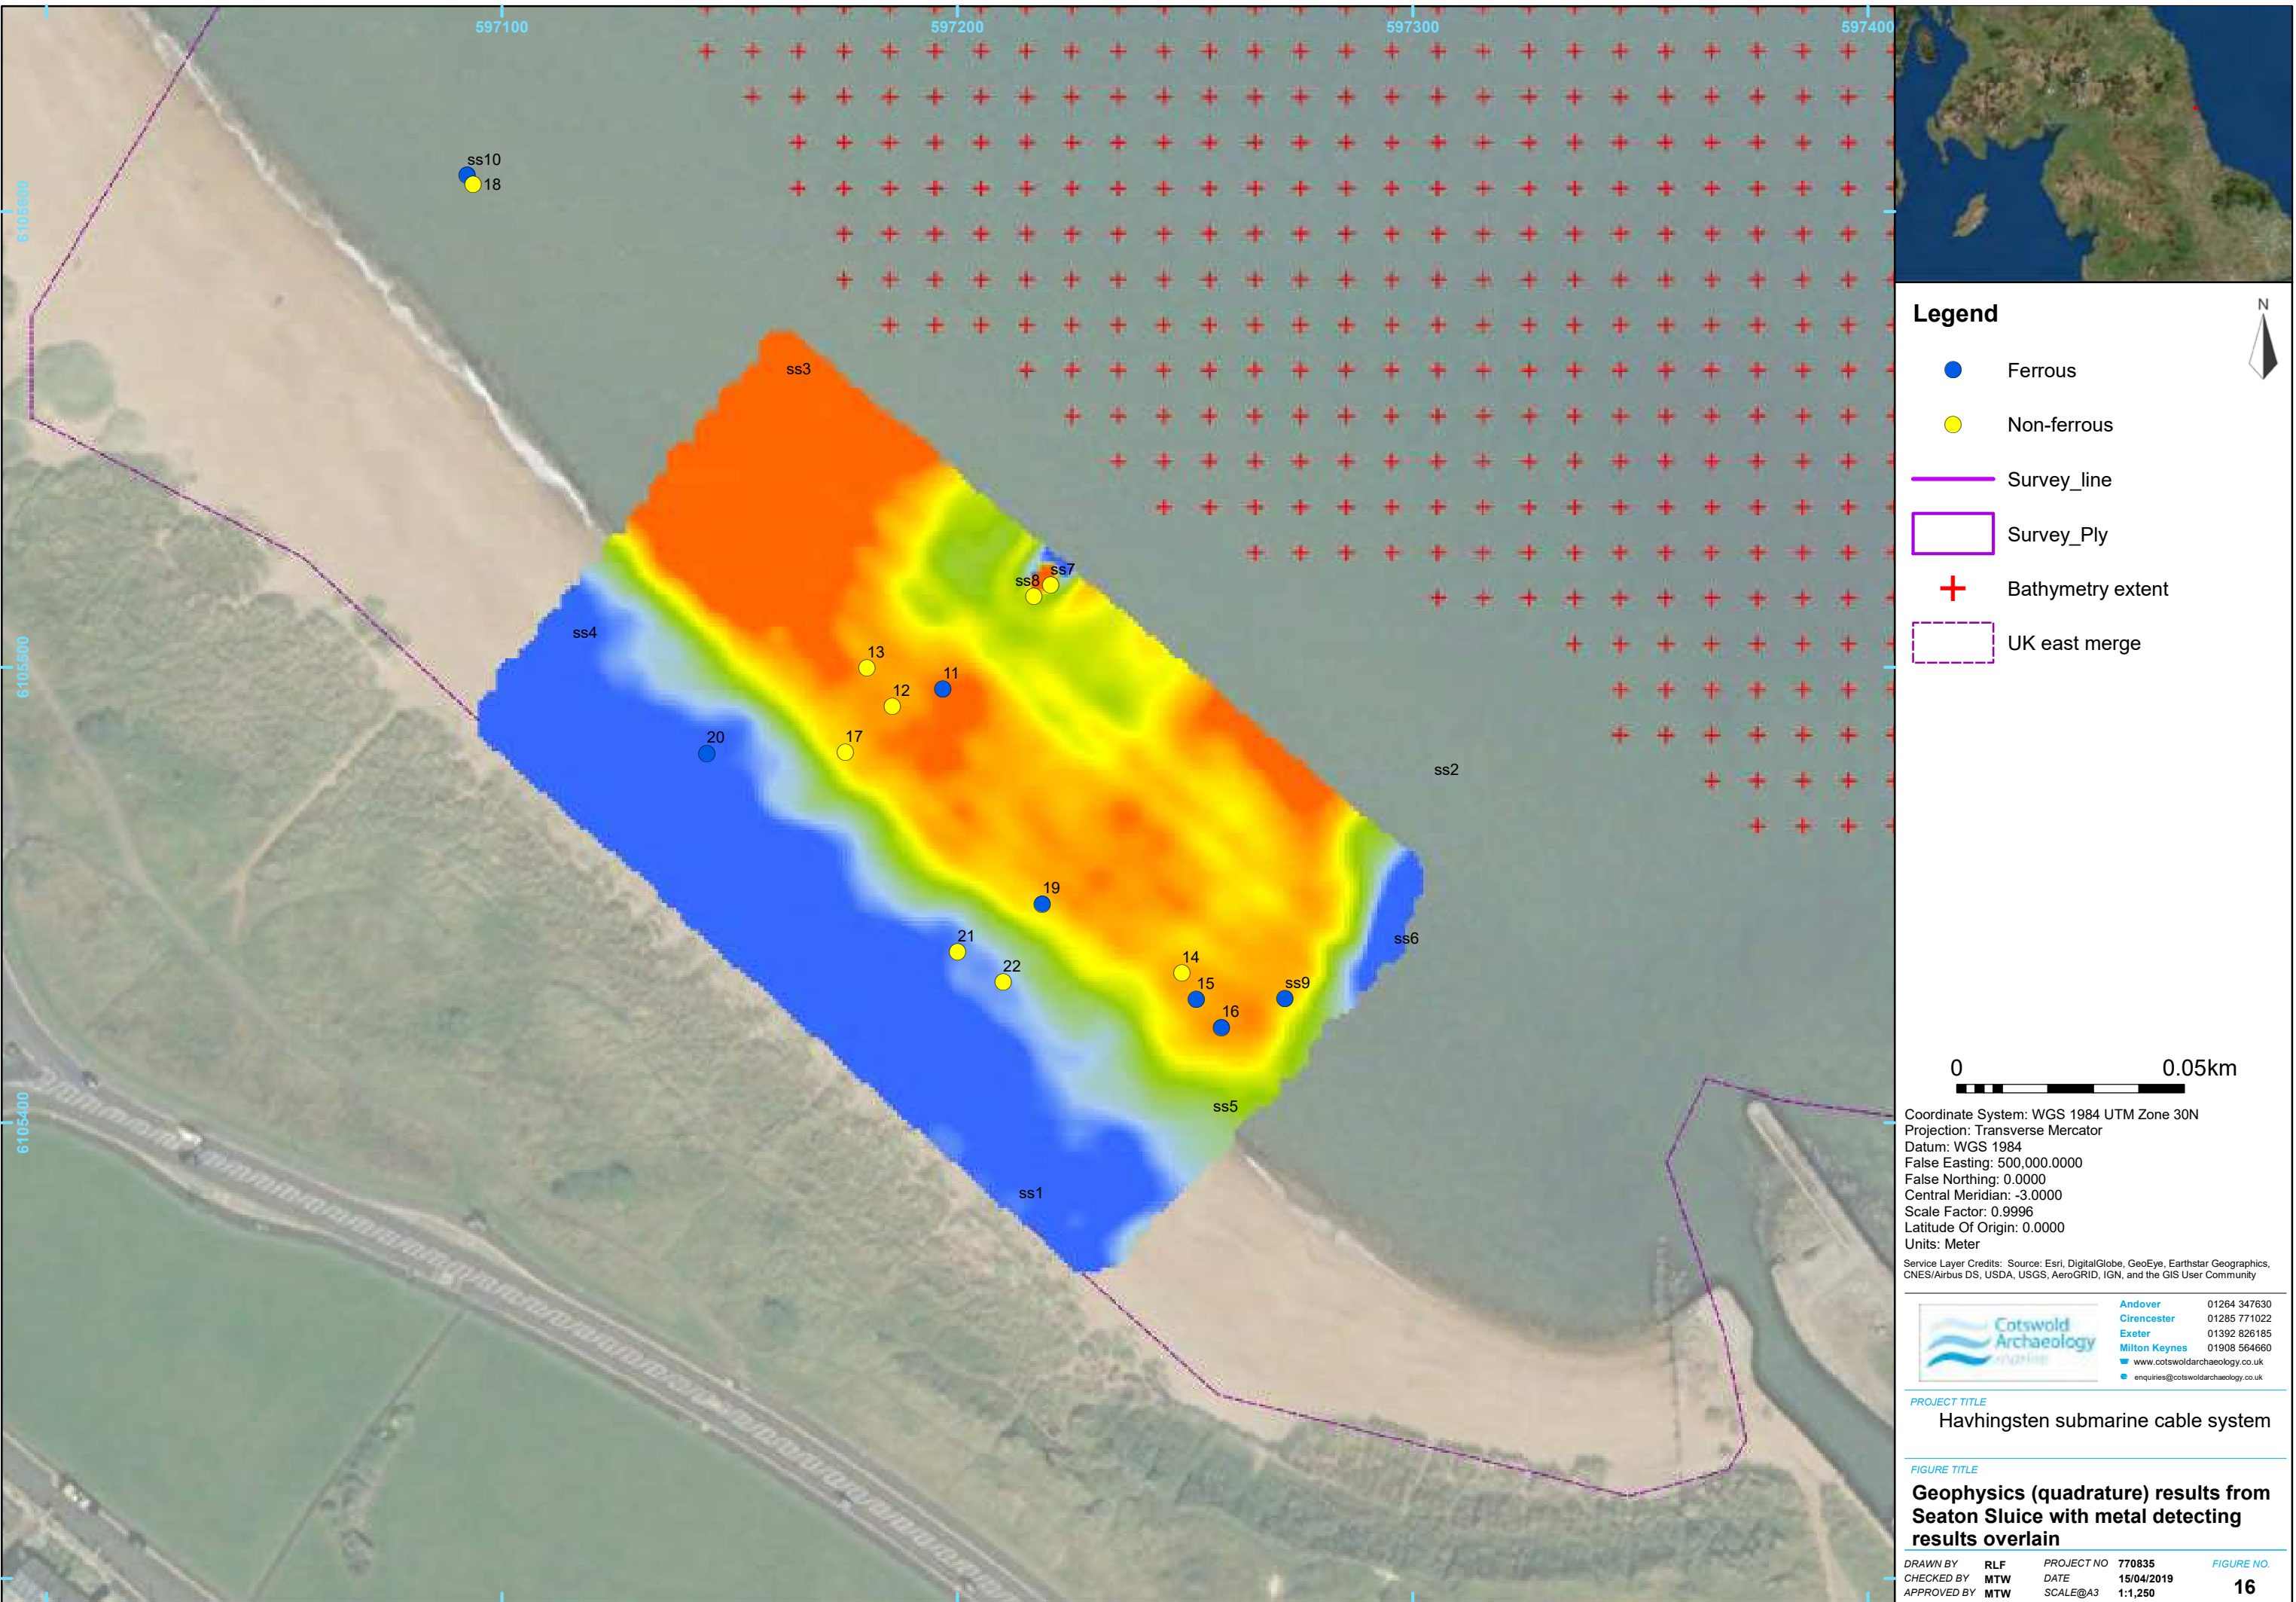 597100
597200
597300
597400
6105600
6105500
6105400
ss10
18
ss3
ss7
ss8
ss4
13
11
12
17
20
ss2
19
21
22
ss6
14
15
ss9
16
ss5
ss1
Legend
N
Ferrous
Non-ferrous
Survey_line
Survey_Ply
Bathymetry extent
UK east merge
0 0.05km
Coordinate System: WGS 1984 UTM Zone 30N
Projection: Transverse Mercator
Datum: WGS 1984
False Easting: 500,000.0000
False Northing: 0.0000
Central Meridian: -3.0000
Scale Factor: 0.9996
Latitude Of Origin: 0.0000
Units: Meter
Service Layer Credits: Source: Esri, DigitalGlobe, GeoEye, Earthstar Geographics,
CNES/Airbus DS, USDA, USGS, AeroGRID, IGN, and the GIS User Community
Cotswold
Archaeology
marine
Andover 01264 347630
Cirencester 01285 771022
Exeter 01392 826185
Milton Keynes 01908 564660
www.cotswoldarchaeology.co.uk
enquiries@cotswoldarchaeology.co.uk
PROJECT TITLE
Havhingsten submarine cable system
FIGURE TITLE
Geophysics (quadrature) results from
Seaton Sluice with metal detecting
results overlain
DRAWN BY RLF PROJECT NO 770835 FIGURE NO.
CHECKED BY MTW DATE 15/04/2019
APPROVED BY MTW SCALE@A3 1:1,250 16